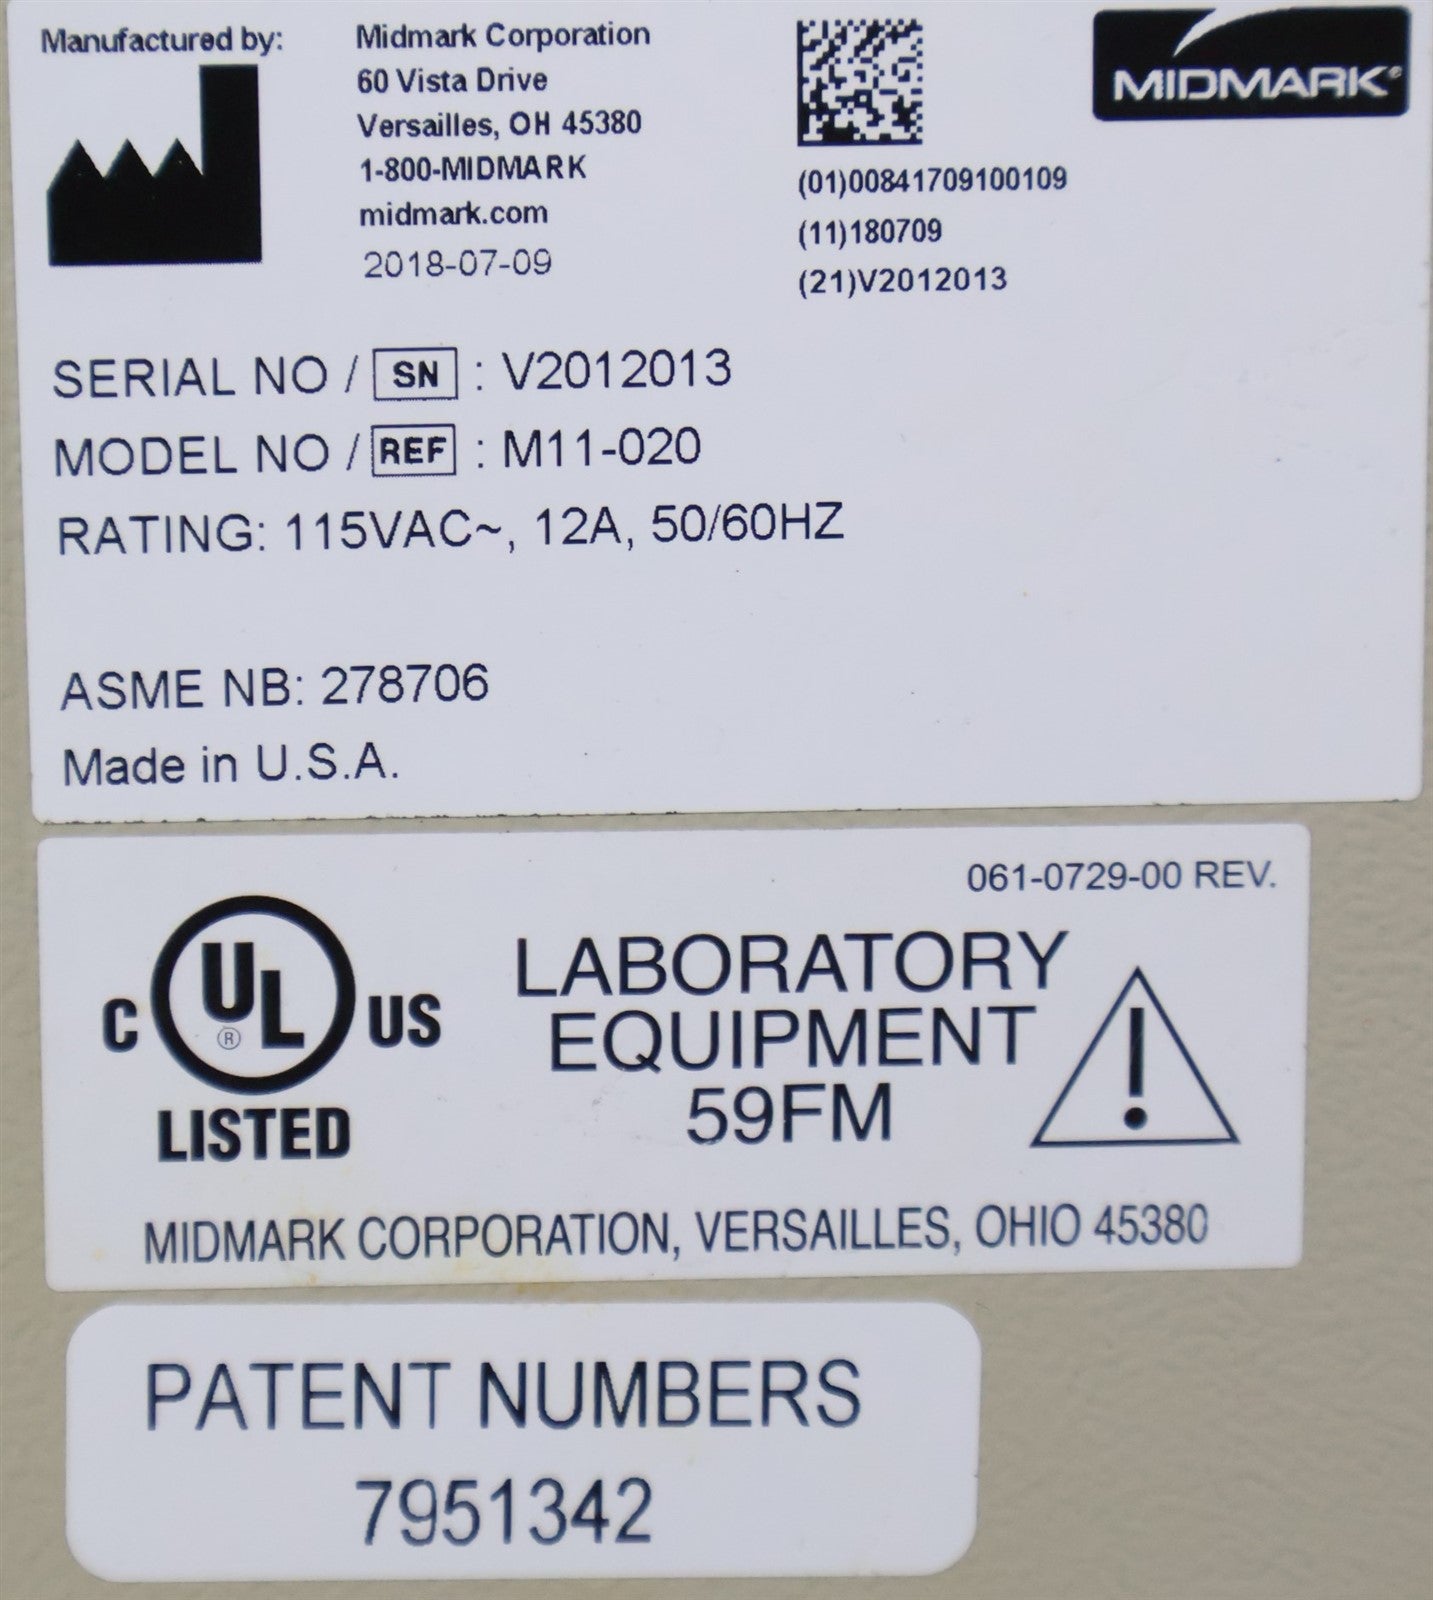 Manufactured by:
Midmark Corporation
60 Vista Drive
Versailles, OH 45380
1-800-MIDMARK
midmark.com
2018-07-09
(01)00841709100109
(11)180709
(21)V2012013
MIDMARK®
SERIAL NO / SN : V2012013
MODEL NO / REF : M11-020
RATING: 115VAC~, 12A, 50/60HZ
ASME NB: 278706
Made in U.S.A.
061-0729-00 REV.
C UL ® US
LISTED
LABORATORY
EQUIPMENT
59FM
!
MIDMARK CORPORATION, VERSAILLES, OHIO 45380
PATENT NUMBERS
7951342